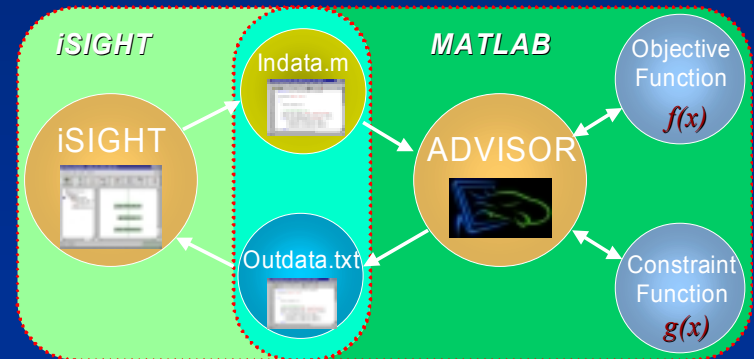 iSIGHT
MATLAB
iSIGHT
Indata.m
Outdata.txt
ADVISOR
Objective
Function
f(x)
Constraint
Function
g(x)